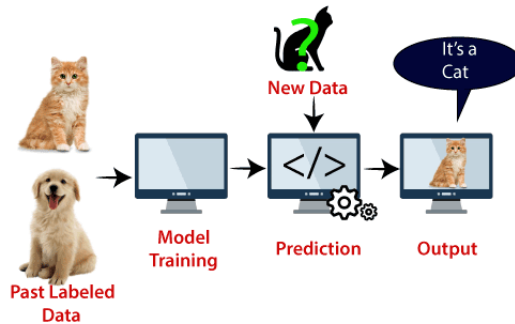 It's a
Cat
?
New Data
</>
Model
Training
Prediction
Output
Past Labeled
Data